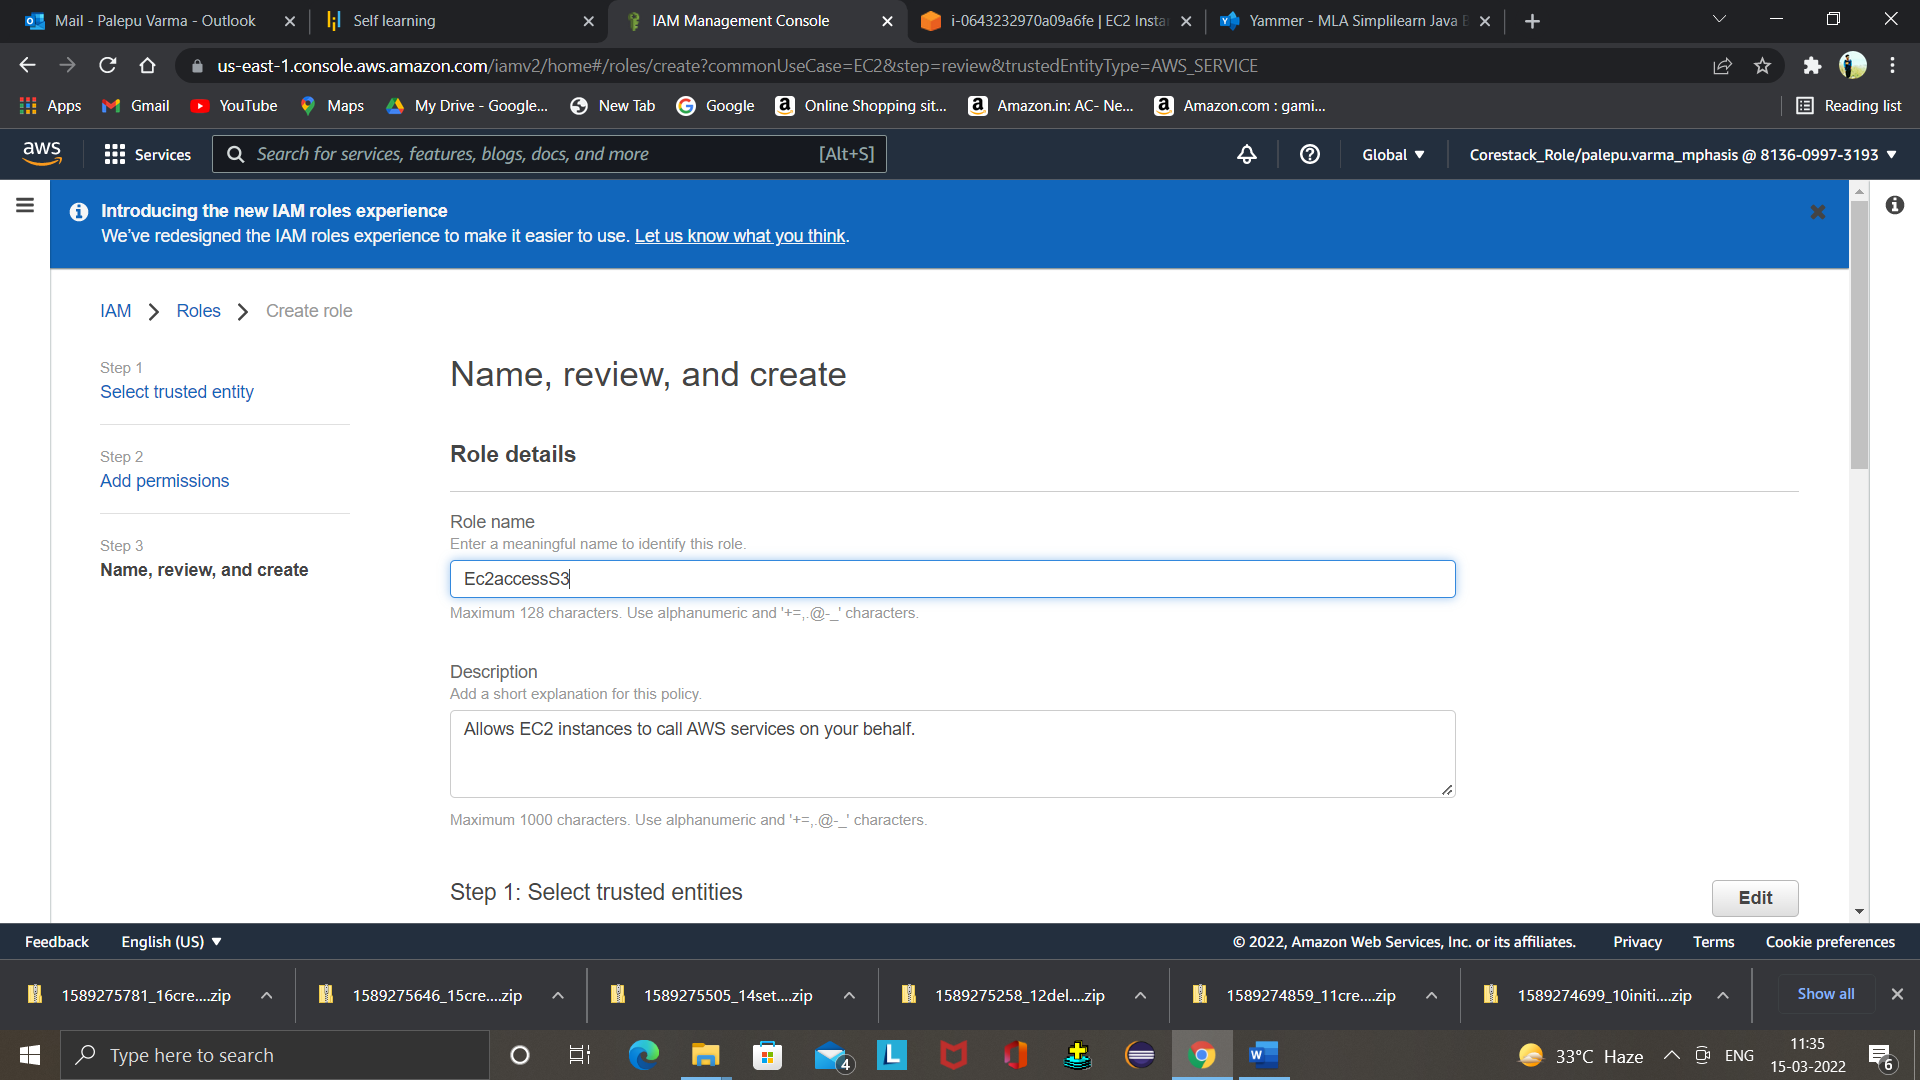 Mail - Palepu Varma - Outlook
Self learning
IAM Management Console
i-0643232970a09a6fe | EC2 Insta
Yammer - MLA Simplilearn Java B
us-east-1.console.aws.amazon.com/iamv2/home#/roles/create?commonUseCase=EC2&step=review&trustedEntityType=AWS_SERVICE
Apps
Gmail
YouTube
Maps
My Drive - Google...
New Tab
Google
Online Shopping sit...
Amazon.in: AC- Ne...
Amazon.com : gami...
Reading list
aws
Services
Search for services, features, blogs, docs, and more
[Alt+S]
Global
Corestack_Role/palepu.varma_mphasis @ 8136-0997-3193
Introducing the new IAM roles experience
We've redesigned the IAM roles experience to make it easier to use. Let us know what you think.
IAM
Roles
Create role
Step 1
Select trusted entity
Step 2
Add permissions
Step 3
Name, review, and create
Name, review, and create
Role details
Role name
Enter a meaningful name to identify this role.
Ec2accessS3
Maximum 128 characters. Use alphanumeric and '+=,.@-_' characters.
Description
Add a short explanation for this policy.
Allows EC2 instances to call AWS services on your behalf.
Maximum 1000 characters. Use alphanumeric and '+=,.@-_' characters.
Step 1: Select trusted entities
Edit
Feedback
English (US)
© 2022, Amazon Web Services, Inc. or its affiliates.
Privacy
Terms
Cookie preferences
1589275781_16cre....zip
1589275646_15cre....zip
1589275505_14set....zip
1589275258_12del....zip
1589274859_11cre....zip
1589274699_10initi....zip
Show all
Type here to search
4
L
W
33°C Haze
ENG
11:35
15-03-2022
6